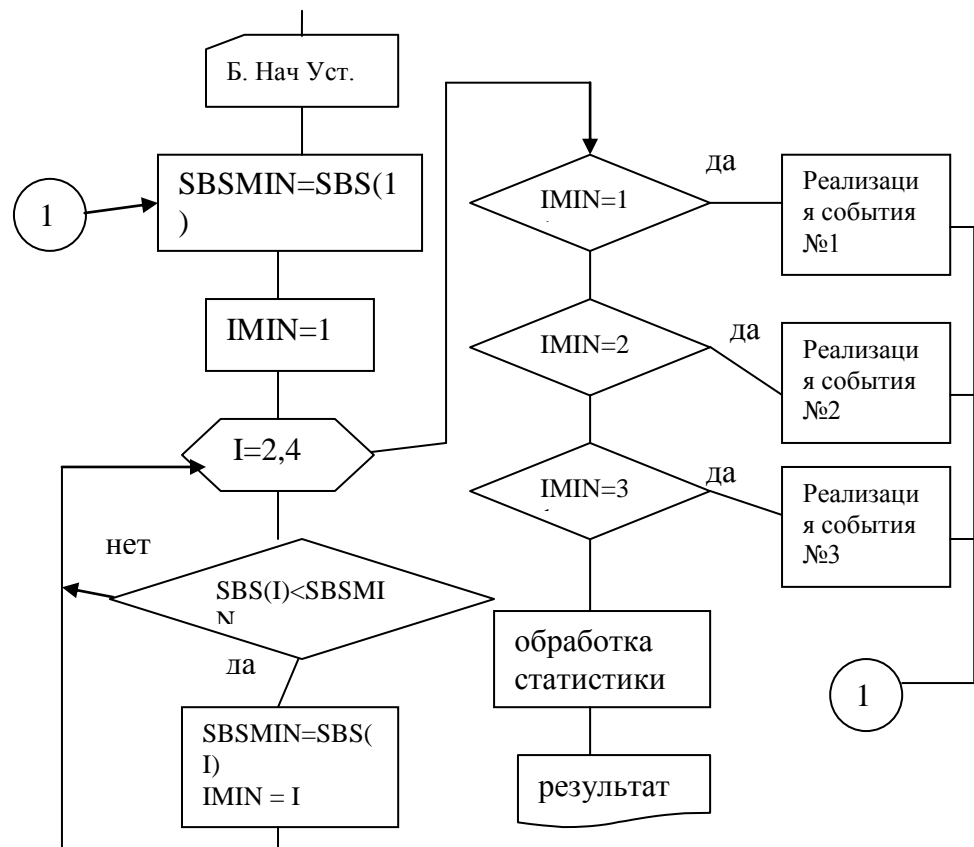 Б. Нач Уст.
SBSMIN=SBS(1
)
1
IMIN=1
I=2,4
нет
SBS(I)<SBSMI
N
да
SBSMIN=SBS(
I)
IMIN = I
IMIN=1
да
Реализаци
я события
№1
IMIN=2
да
Реализаци
я события
№2
IMIN=3
да
Реализаци
я события
№3
обработка
статистики
результат
1